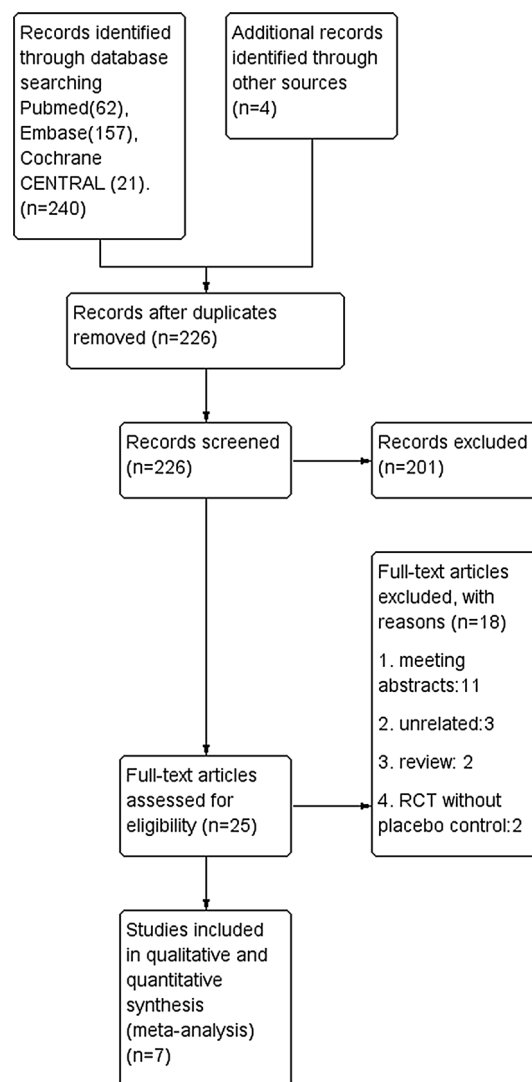 Records identified
through database
searching
Pubmed(62),
Embase(157),
Cochrane
CENTRAL (21).
(n=240)
Additional records
identified through
other sources
(n=4)
Records after duplicates
removed (n=226)
Records screened
(n=226)
Records excluded
(n=201)
Full-text articles
excluded, with
reasons (n=18)
1. meeting
abstracts:11
2. unrelated:3
3. review: 2
4. RCT without
placebo control:2
Full-text articles
assessed for
eligibility (n=25)
Studies included
in qualitative and
quantitative
synthesis
(meta-analysis)
(n=7)